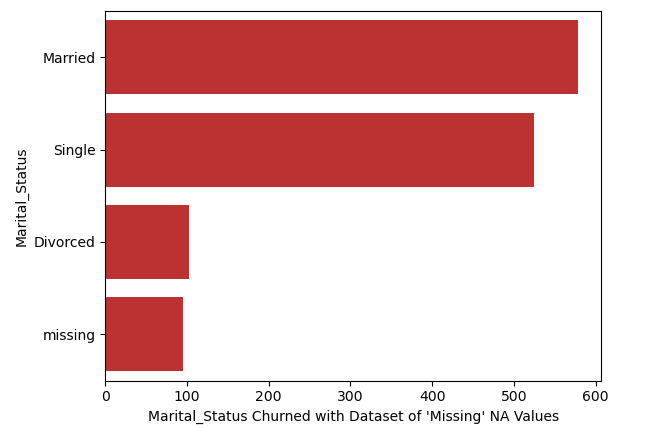 Marital_Status
Married
Single
Divorced
missing
0 100 200 300 400 500 600
Marital_Status Churned with Dataset of 'Missing' NA Values